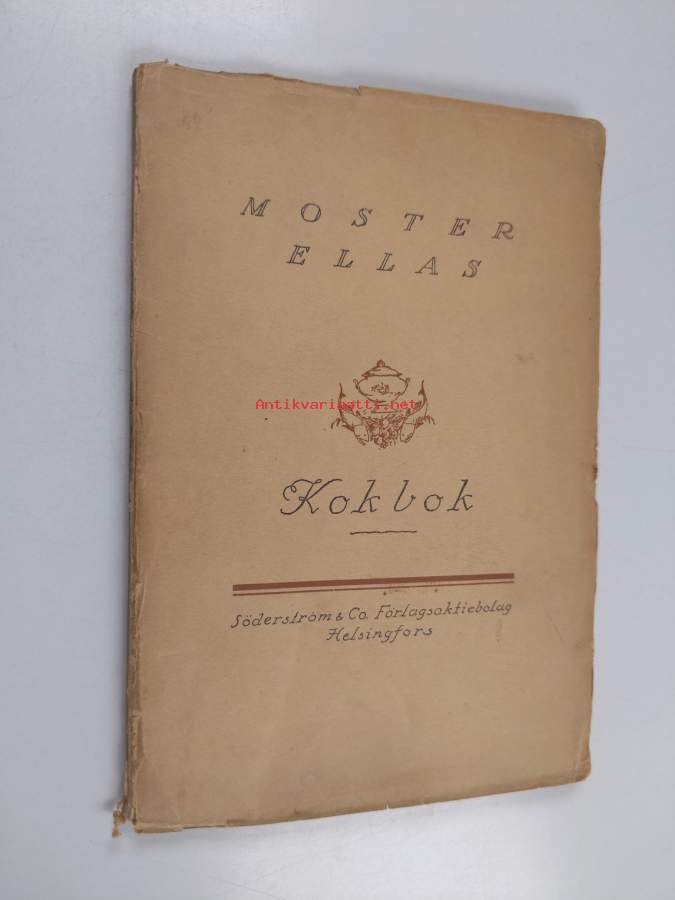 MOSTER
ELLAS
Antikvariaatti.net
Kokbok
Söderström & Co. Förlagsaktiebolag
Helsingfors